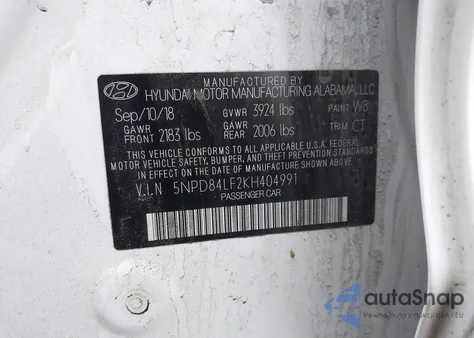 MANUFACTURED BY
HYUNDAI MOTOR MANUFACTURING ALABAMA, LLC
Sep/10/18 GVWR 3924 lbs PAINT W8
GAWR FRONT 2183 lbs GAWR REAR 2006 lbs TRIM CT
THIS VEHICLE CONFORMS TO ALL APPLICABLE U.S.A FEDERAL
MOTOR VEHICLE SAFETY, BUMPER, AND THEFT PREVENTION STANDARDS
IN EFFECT ON THE DATE OF MANUFACTURE SHOWN ABOVE.
V.I.N 5NPD84LF2KH404991
PASSENGER CAR
autoSnap